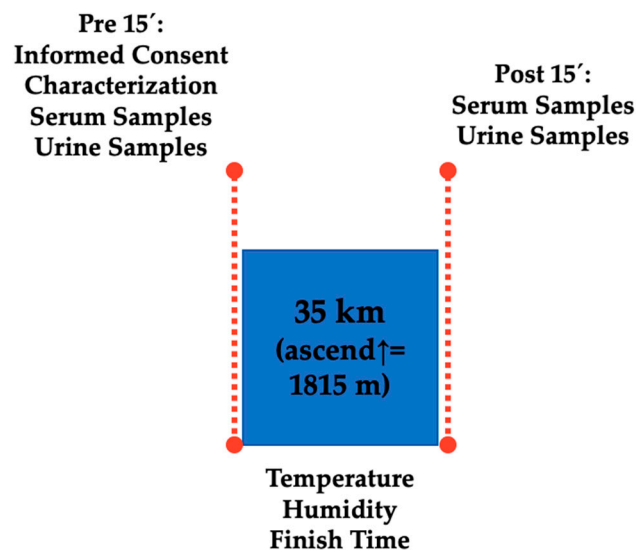 Pre 15´:
Informed Consent
Characterization
Serum Samples
Urine Samples
Post 15´:
Serum Samples
Urine Samples
35 km
(ascend↑=
1815 m)
Temperature
Humidity
Finish Time